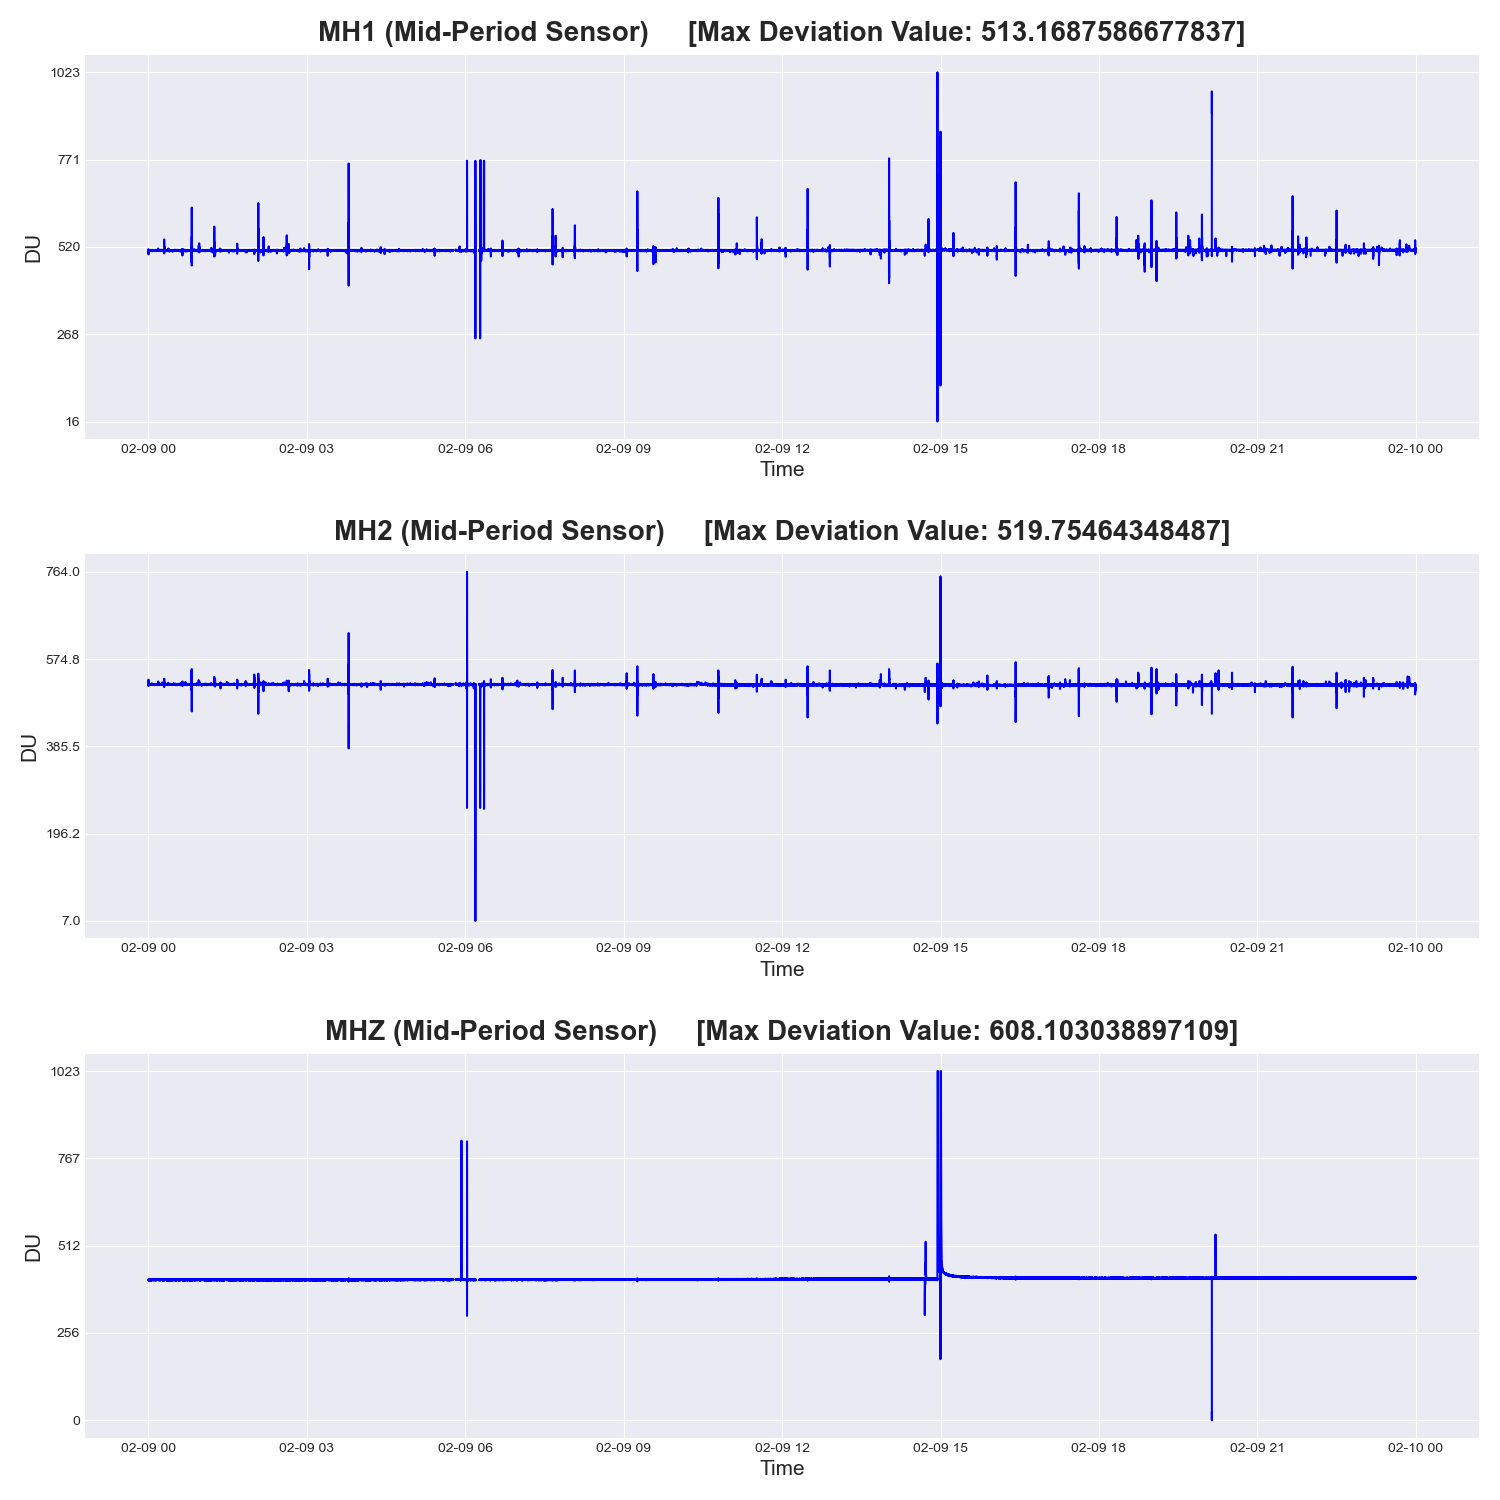 MH1 (Mid-Period Sensor) [Max Deviation Value: 513.1687586677837]
1023
771
520
268
16
DU
02-09 00 02-09 03 02-09 06 02-09 09 02-09 12 02-09 15 02-09 18 02-09 21 02-10 00
Time
MH2 (Mid-Period Sensor) [Max Deviation Value: 519.75464348487]
764.0
574.8
385.5
196.2
7.0
DU
02-09 00 02-09 03 02-09 06 02-09 09 02-09 12 02-09 15 02-09 18 02-09 21 02-10 00
Time
MHZ (Mid-Period Sensor) [Max Deviation Value: 608.103038897109]
1023
767
512
256
0
DU
02-09 00 02-09 03 02-09 06 02-09 09 02-09 12 02-09 15 02-09 18 02-09 21 02-10 00
Time